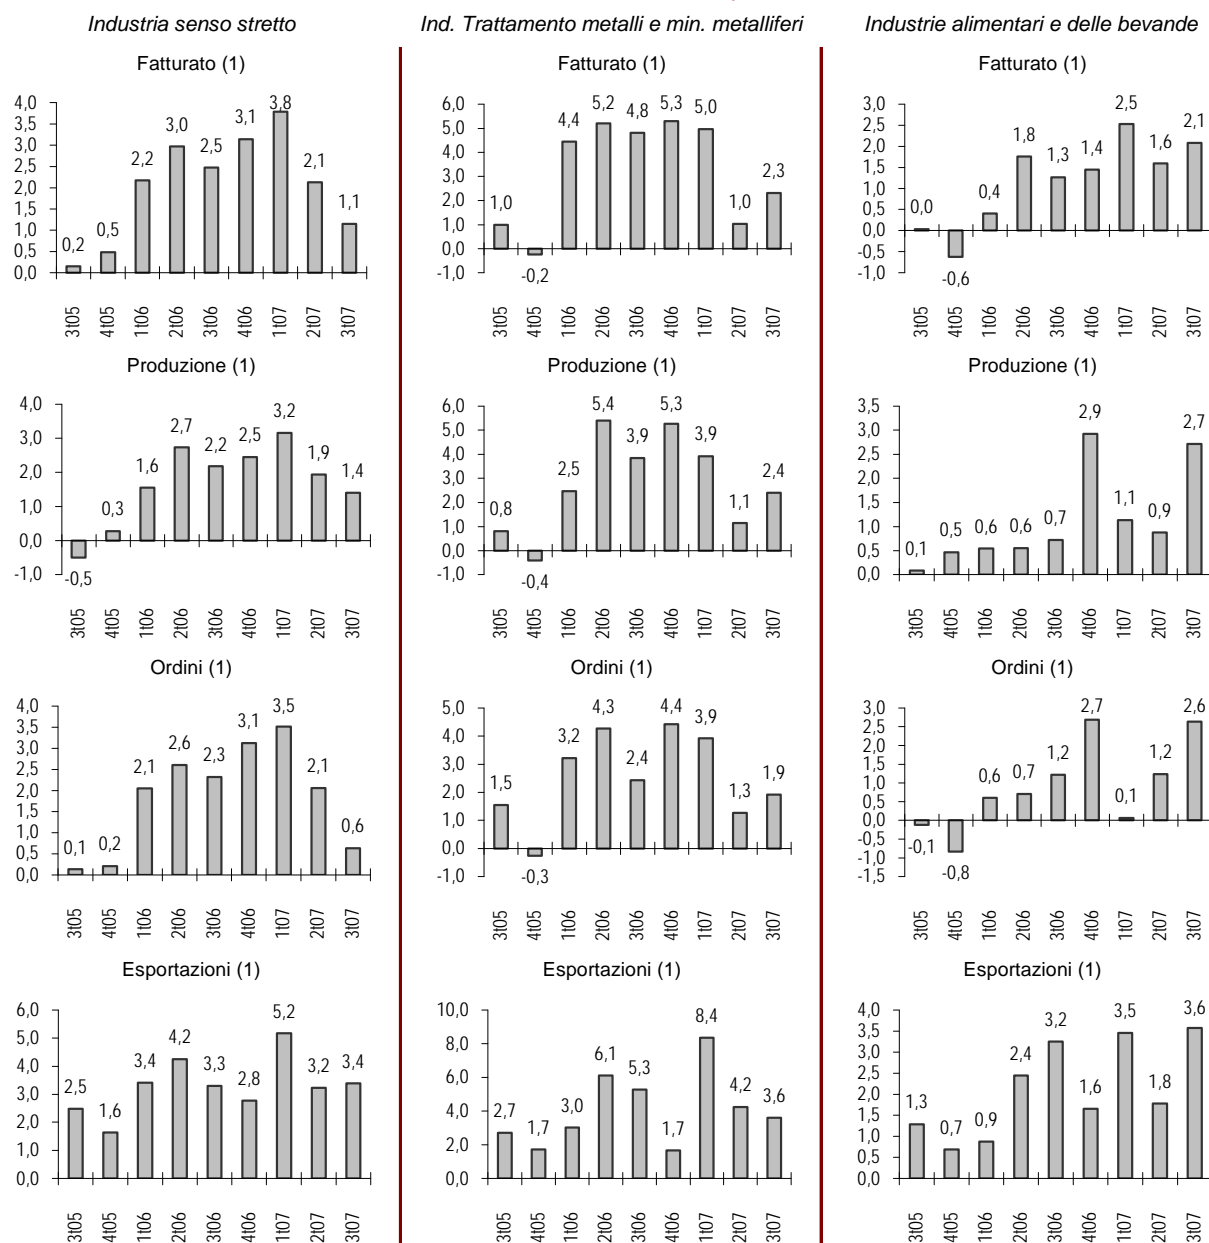 Industria senso stretto
Ind. Trattamento metalli e min. metalliferi
Industrie alimentari e delle bevande
Fatturato (1)
4,0
3,5
3,0
2,5
2,0
1,5
1,0
0,5
0,0
0,2 0,5 2,2 3,0 2,5 3,1 3,8 2,1 1,1
3t05 4t05 1t06 2t06 3t06 4t06 1t07 2t07 3t07
Fatturato (1)
6,0
5,0
4,0
3,0
2,0
1,0
0,0
-1,0
1,0 -0,2 4,4 5,2 4,8 5,3 5,0 1,0 2,3
3t05 4t05 1t06 2t06 3t06 4t06 1t07 2t07 3t07
Fatturato (1)
3,0
2,5
2,0
1,5
1,0
0,5
0,0
-0,5
-1,0
0,0 -0,6 0,4 1,8 1,3 1,4 2,5 1,6 2,1
3t05 4t05 1t06 2t06 3t06 4t06 1t07 2t07 3t07
Produzione (1)
4,0
3,0
2,0
1,0
0,0
-1,0
-0,5 0,3 1,6 2,7 2,2 2,5 3,2 1,9 1,4
3t05 4t05 1t06 2t06 3t06 4t06 1t07 2t07 3t07
Produzione (1)
6,0
5,0
4,0
3,0
2,0
1,0
0,0
-1,0
0,8 -0,4 2,5 5,4 3,9 5,3 3,9 1,1 2,4
3t05 4t05 1t06 2t06 3t06 4t06 1t07 2t07 3t07
Produzione (1)
3,5
3,0
2,5
2,0
1,5
1,0
0,5
0,0
0,1 0,5 0,6 0,6 0,7 2,9 1,1 0,9 2,7
3t05 4t05 1t06 2t06 3t06 4t06 1t07 2t07 3t07
Ordini (1)
4,0
3,5
3,0
2,5
2,0
1,5
1,0
0,5
0,0
0,1 0,2 2,1 2,6 2,3 3,1 3,5 2,1 0,6
3t05 4t05 1t06 2t06 3t06 4t06 1t07 2t07 3t07
Ordini (1)
5,0
4,0
3,0
2,0
1,0
0,0
-1,0
1,5 -0,3 3,2 4,3 2,4 4,4 3,9 1,3 1,9
3t05 4t05 1t06 2t06 3t06 4t06 1t07 2t07 3t07
Ordini (1)
3,0
2,5
2,0
1,5
1,0
0,5
0,0
-0,5
-1,0
-1,5
-0,1 -0,8 0,6 0,7 1,2 2,7 0,1 1,2 2,6
3t05 4t05 1t06 2t06 3t06 4t06 1t07 2t07 3t07
Esportazioni (1)
6,0
5,0
4,0
3,0
2,0
1,0
0,0
2,5 1,6 3,4 4,2 3,3 2,8 5,2 3,2 3,4
3t05 4t05 1t06 2t06 3t06 4t06 1t07 2t07 3t07
Esportazioni (1)
10,0
8,0
6,0
4,0
2,0
0,0
2,7 1,7 3,0 6,1 5,3 1,7 8,4 4,2 3,6
3t05 4t05 1t06 2t06 3t06 4t06 1t07 2t07 3t07
Esportazioni (1)
4,0
3,5
3,0
2,5
2,0
1,5
1,0
0,5
0,0
1,3 0,7 0,9 2,4 3,2 1,6 3,5 1,8 3,6
3t05 4t05 1t06 2t06 3t06 4t06 1t07 2t07 3t07